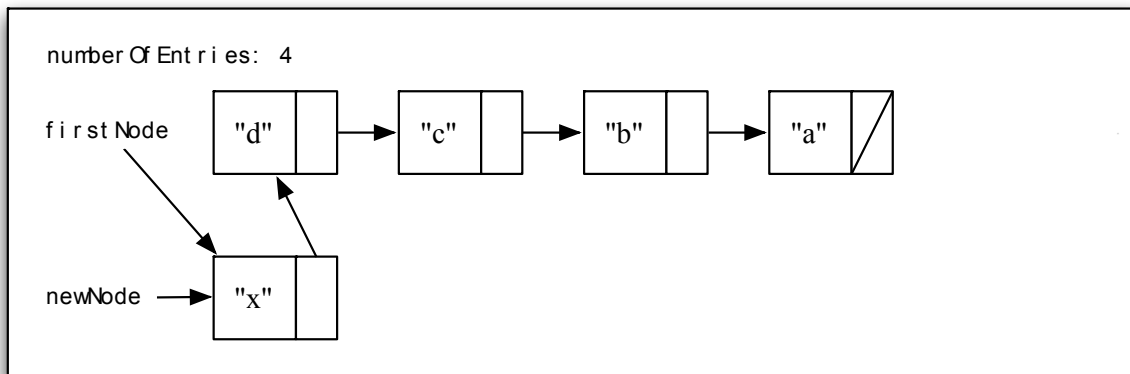 numberOfEntries: 4
firstNode "d" "c" "b" "a"
newNode "x"